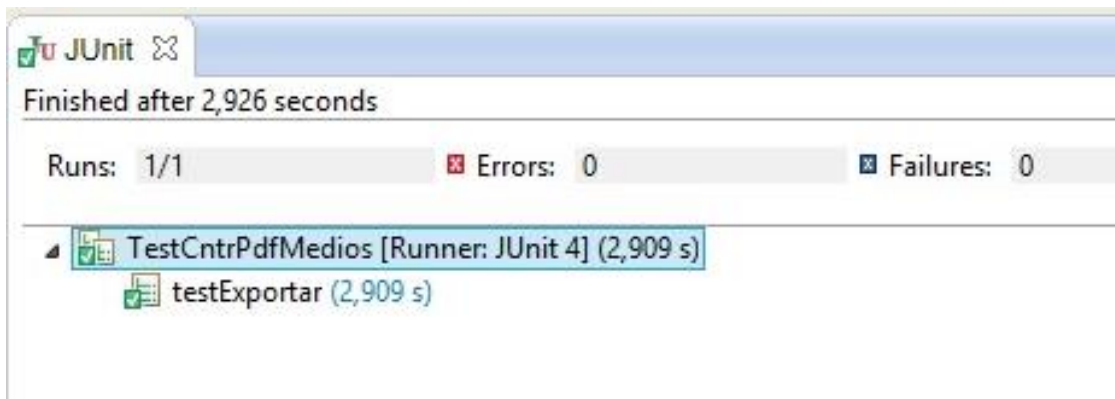 JUnit
Finished after 2,926 seconds
Runs: 1/1 Errors: 0 Failures: 0
TestCntrPdfMedios [Runner: JUnit 4] (2,909 s)
testExportar (2,909 s)